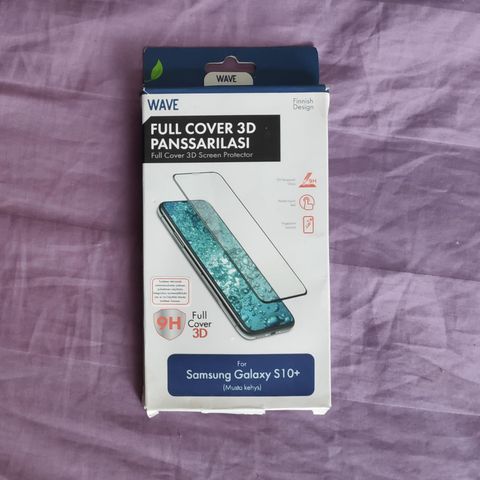 WAVE
WAVE
Finnish
Design
FULL COVER 3D
PANSSARILASI
Full Cover 3D Screen Protector
9H
9H
Full
Cover
3D
For
Samsung Galaxy S10+
(Musta kehys)